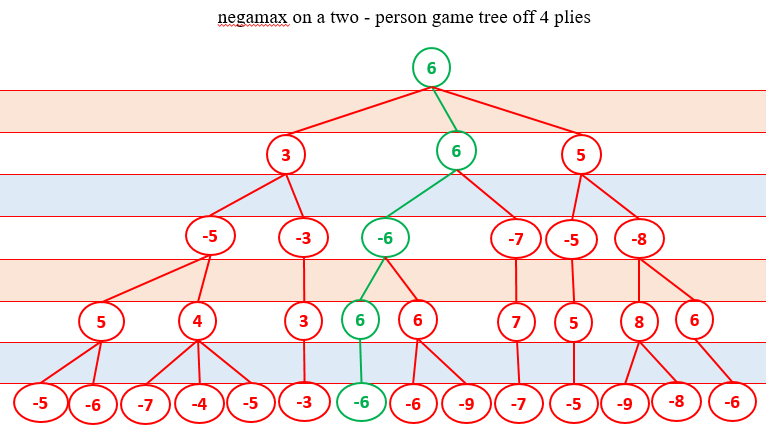 negamax on a two - person game tree off 4 plies
6
3 6 5
-5 -3 -6 -7 -5 -8
5 4 3 6 6 7 5 8 6
-5 -6 -7 -4 -5 -3 -6 -6 -9 -7 -5 -9 -8 -6